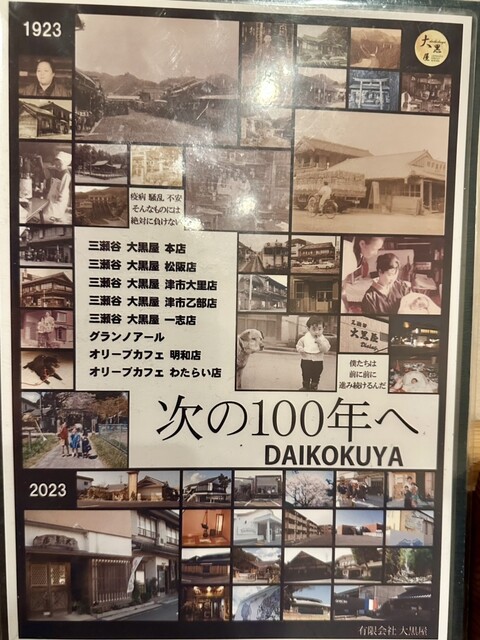 1923
大黒屋
疫病 騒乱 不安
そんなものには
絶対に負けない
三瀬谷 大黒屋 本店
三瀬谷 大黒屋 松阪店
三瀬谷 大黒屋 津市大里店
三瀬谷 大黒屋 津市乙部店
三瀬谷 大黒屋 一志店
グランノアール
オリーブカフェ 明和店
オリーブカフェ わたらい店
大黒屋
僕たちは
前に前に
進み続けるんだ
次の100年へ
DAIKOKUYA
2023
有限会社 大黒屋